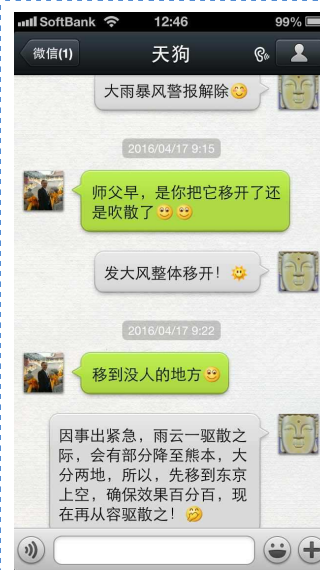 SoftBank 12:46 99%
微信(1) 天狗
大雨暴风警报解除
2016/04/17 9:15
师父早，是你把它移开了还
是吹散了
发大风整体移开！
2016/04/17 9:22
移到没人的地方
因事出紧急，雨云一驱散之
际，会有部分降至熊本，大
分两地，所以，先移到东京
上空，确保效果百分百，现
在再从容驱散之！